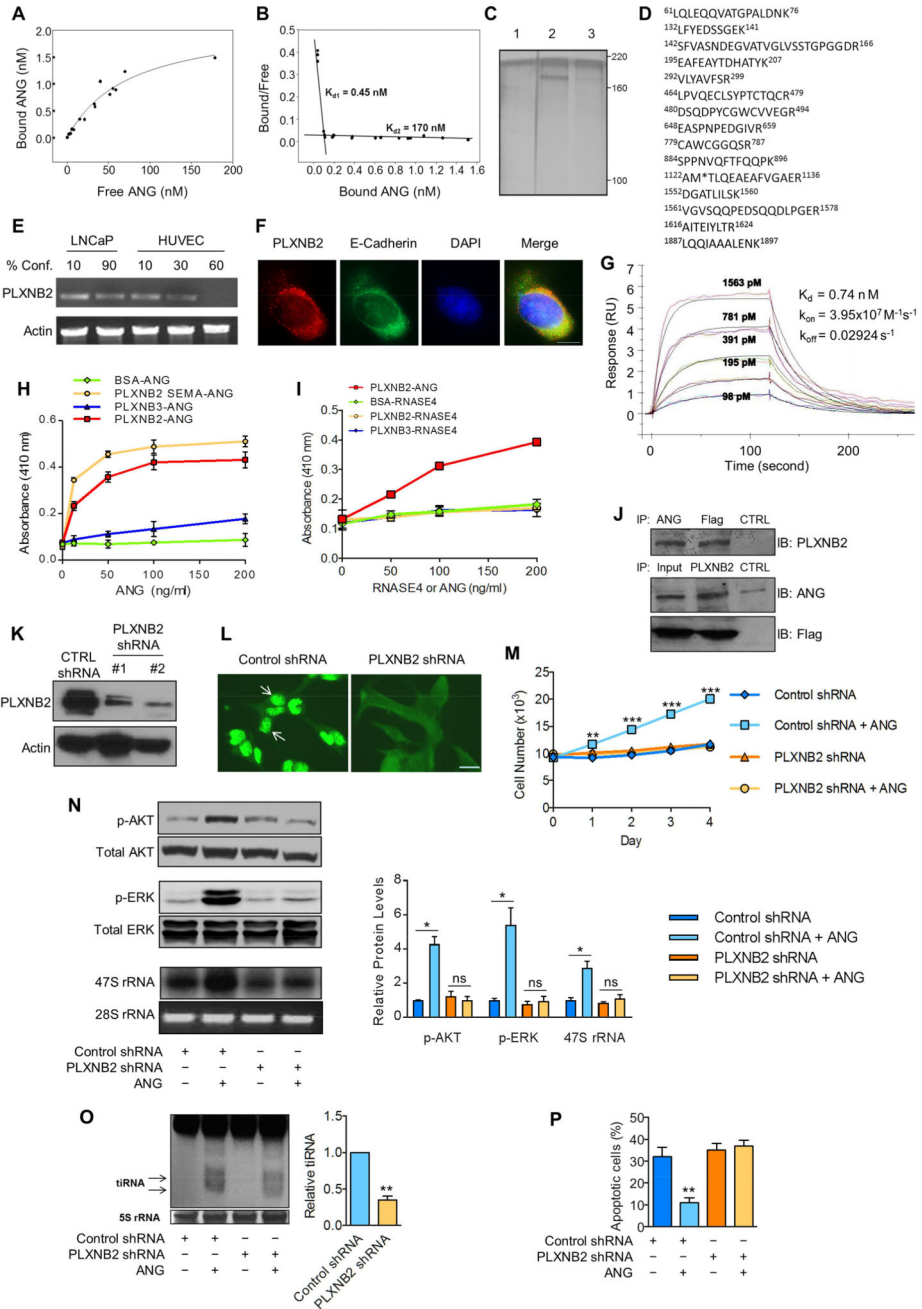 A
Bound ANG (nM)
2.0
1.5
1.0
0.5
0.0
0 50 100 150 200
Free ANG (nM)
B
Bound/Free
0.5
0.4
0.3
0.2
0.1
0.0
Kd1 = 0.45 nM
Kd2 = 170 nM
0.0 0.2 0.4 0.6 0.8 1.0 1.2 1.4 1.6
Bound ANG (nM)
C
1 2 3
220
160
100
D
61LQLEQQVATGPALDNK76
132LFYEDSSGEK141
142SFVASNDEGVATVGLVSSTGPGGDR166
195EAFEAYTDHATYK207
292VLYAVFSR299
464LPVQECLSYPTCTQCR479
480DSQDPYCGWCVVEGR494
648EASPNPEDGIVR659
779CAWCGGQSR787
884SPPNVQFTFQQPK896
1122AM*TLQEAEAFVGAER1136
1552DGATLILSK1560
1561VGVSQQPEDSQQDLPGER1578
1616AITEIYLTR1624
1887LQQIAAALENK1897
E
LNCaP HUVEC
% Conf. 10 90 10 30 60
PLXNB2
Actin
F
PLXNB2 E-Cadherin DAPI Merge
G
Response (RU)
8
7
6
5
4
3
2
1
0
1563 pM
781 pM
391 pM
195 pM
98 pM
Kd = 0.74 n M
kon = 3.95x10⁷ M⁻¹s⁻¹
koff = 0.02924 s⁻¹
0 50 100 150 200 250
Time (second)
H
BSA-ANG
PLXNB2 SEMA-ANG
PLXNB3-ANG
PLXNB2-ANG
Absorbance (410 nm)
0.6
0.4
0.2
0.0
0 50 100 150 200
ANG (ng/ml)
I
PLXNB2-ANG
BSA-RNASE4
PLXNB2-RNASE4
PLXNB3-RNASE4
Absorbance (410 nm)
0.5
0.4
0.3
0.2
0.1
0.0
0 50 100 150 200
RNASE4 or ANG (ng/ml)
J
IP: ANG Flag CTRL
IB: PLXNB2
IP: Input PLXNB2 CTRL
IB: ANG
IB: Flag
K
CTRL shRNA
PLXNB2 shRNA
#1 #2
PLXNB2
Actin
L
Control shRNA PLXNB2 shRNA
M
Cell Number (x10³)
25
20
15
10
5
0
** *** *** ***
0 1 2 3 4
Day
Control shRNA
Control shRNA + ANG
PLXNB2 shRNA
PLXNB2 shRNA + ANG
N
p-AKT
Total AKT
p-ERK
Total ERK
47S rRNA
28S rRNA
Control shRNA + + – –
PLXNB2 shRNA – – + +
ANG – + – +
Relative Protein Levels
8
6
4
2
0
* ns * ns * ns
p-AKT p-ERK 47S rRNA
Control shRNA
Control shRNA + ANG
PLXNB2 shRNA
PLXNB2 shRNA + ANG
O
tiRNA
5S rRNA
Control shRNA + + – –
PLXNB2 shRNA – – + +
ANG – + – +
Relative tiRNA
1.5
1.0
0.5
0.0
**
Control shRNA
PLXNB2 shRNA
P
Apoptotic cells (%)
50
40
30
20
10
0
**
Control shRNA + + – –
PLXNB2 shRNA – – + +
ANG – + – +